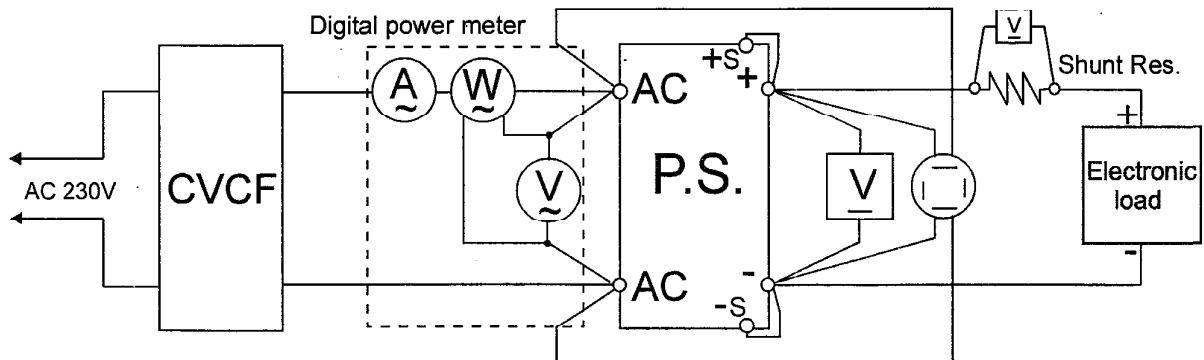 Digital power meter
AC 230V
CVCF
A
~
W
~
V
~
AC
AC
P.S.
+S
+
-
-S
V
V
Shunt Res.
+
Electronic
load
-